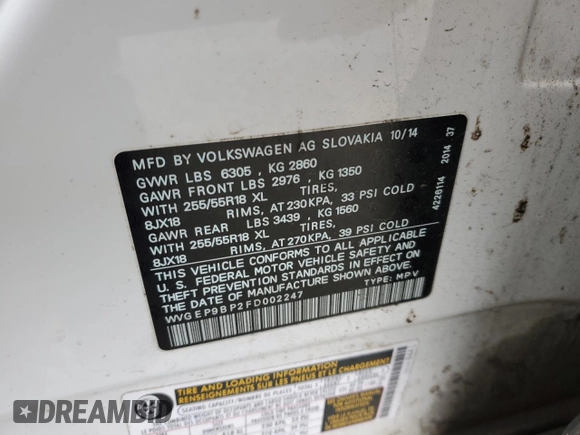 MFD BY VOLKSWAGEN AG SLOVAKIA 10/14
GVWR LBS 6305 , KG 2860
GAWR FRONT LBS 2976 , KG 1350
WITH 255/55R18 XL TIRES,
8JX18 RIMS, AT 230 KPA, 33 PSI COLD
GAWR REAR LBS 3439 , KG 1560
WITH 255/55R18 XL TIRES,
8JX18 RIMS, AT 270 KPA, 39 PSI COLD
THIS VEHICLE CONFORMS TO ALL APPLICABLE
U. S. FEDERAL MOTOR VEHICLE SAFETY AND
THEFT PREVENTION STANDARDS IN EFFECT ON
THE DATE OF MANUFACTURE SHOWN ABOVE.
WVGEP9BP2FD002247 TYPE: MPV
4226114 2014 37
TIRE AND LOADING INFORMATION
RENSEIGNEMENTS SUR LES PNEUS ET LE CHARGEMENT
DREAMBID